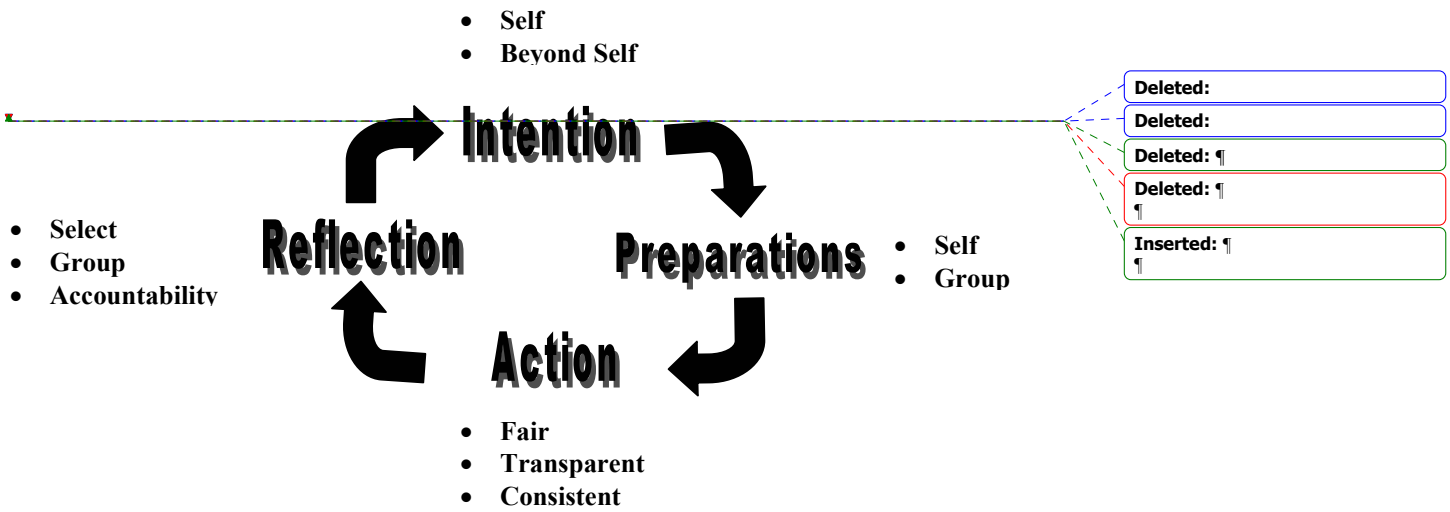 • Self
• Beyond Self
Intention
• Select
• Group
• Accountability
Reflection
Preparations
• Self
• Group
Action
• Fair
• Transparent
• Consistent
Deleted:
Deleted:
Deleted: ¶
Deleted: ¶
¶
Inserted: ¶
¶